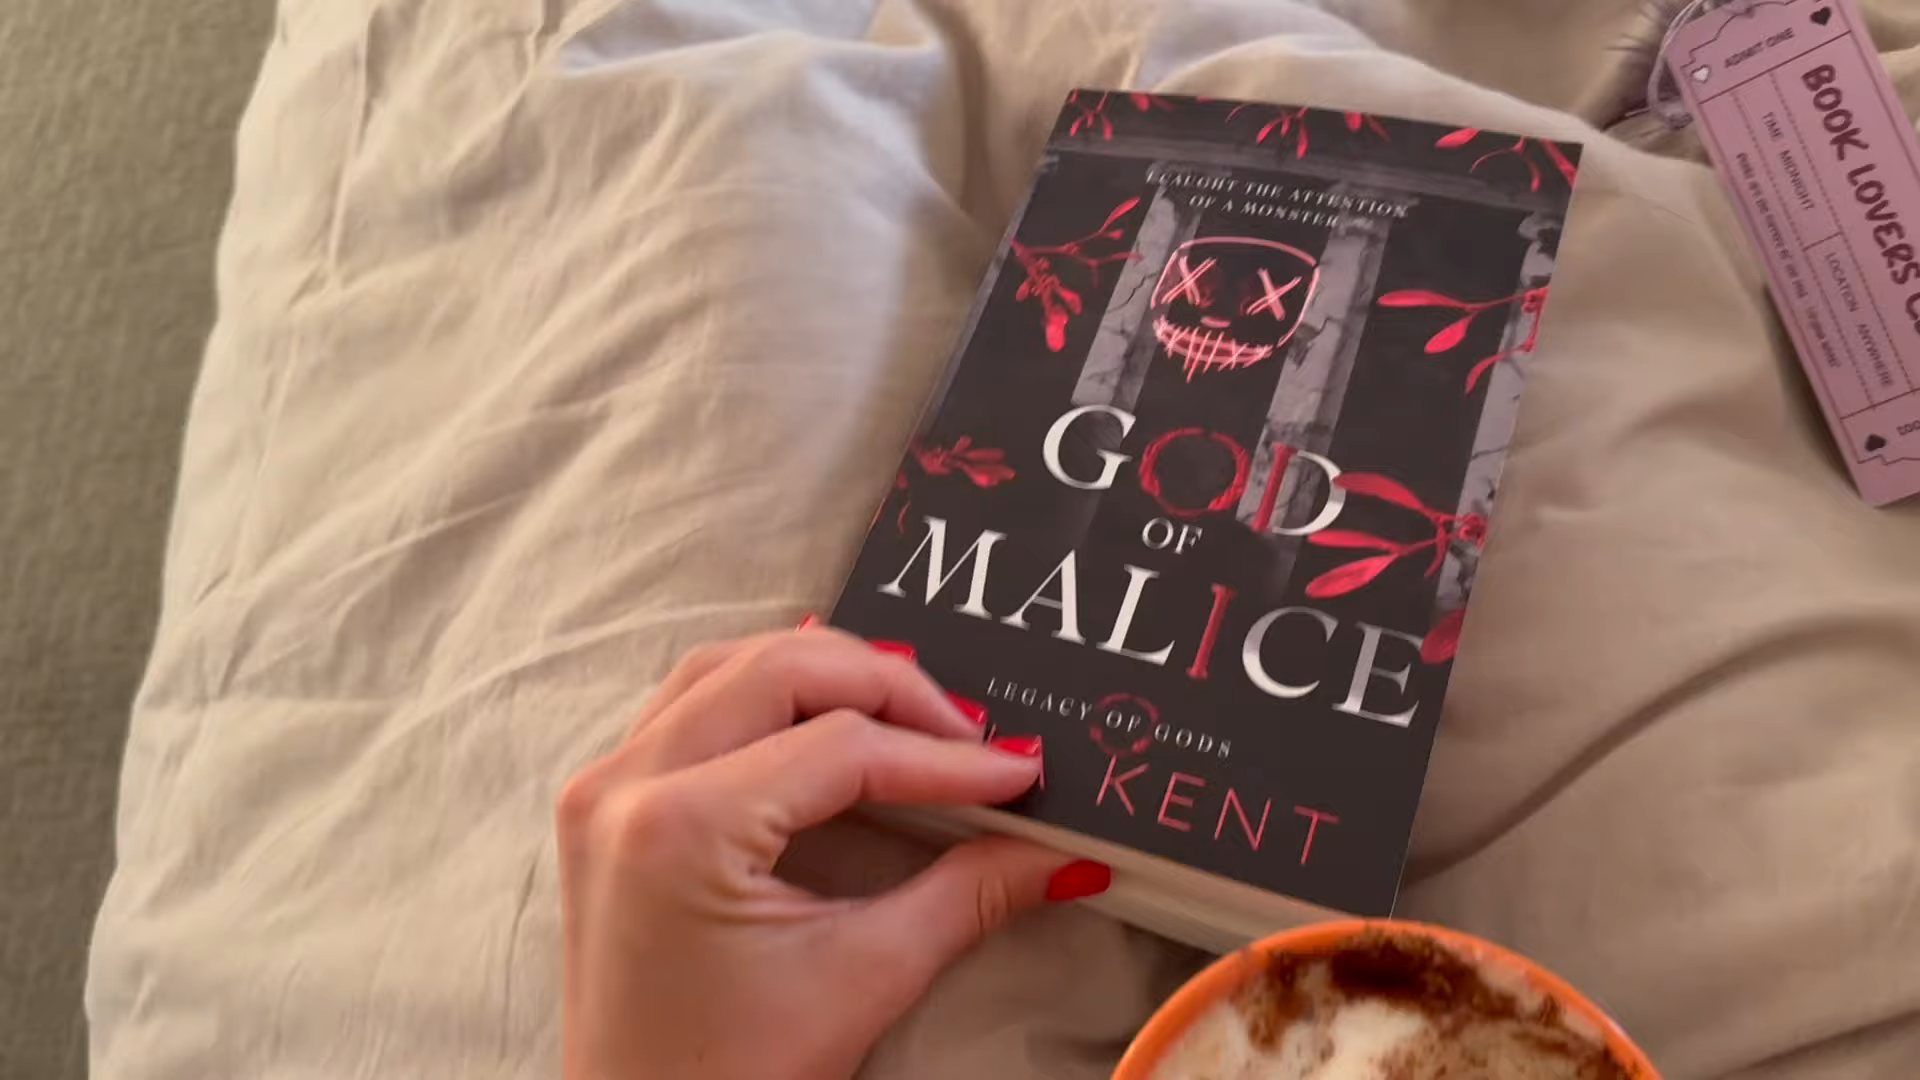 I CAUGHT THE ATTENTION
OF A MONSTER
GOD
OF
MALICE
LEGACY OF GODS
KENT
ADMIT ONE
BOOK LOVERS
TIME MIDNIGHT
LOCATION ANYWHERE